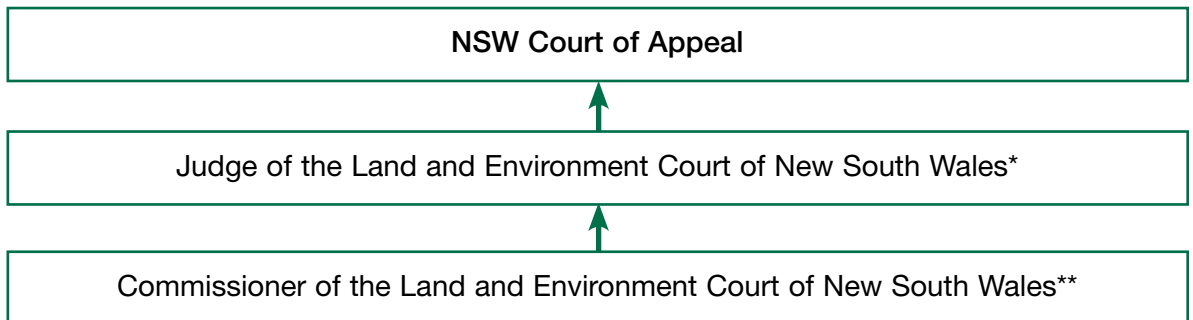 NSW Court of Appeal
Judge of the Land and Environment Court of New South Wales*
Commissioner of the Land and Environment Court of New South Wales**